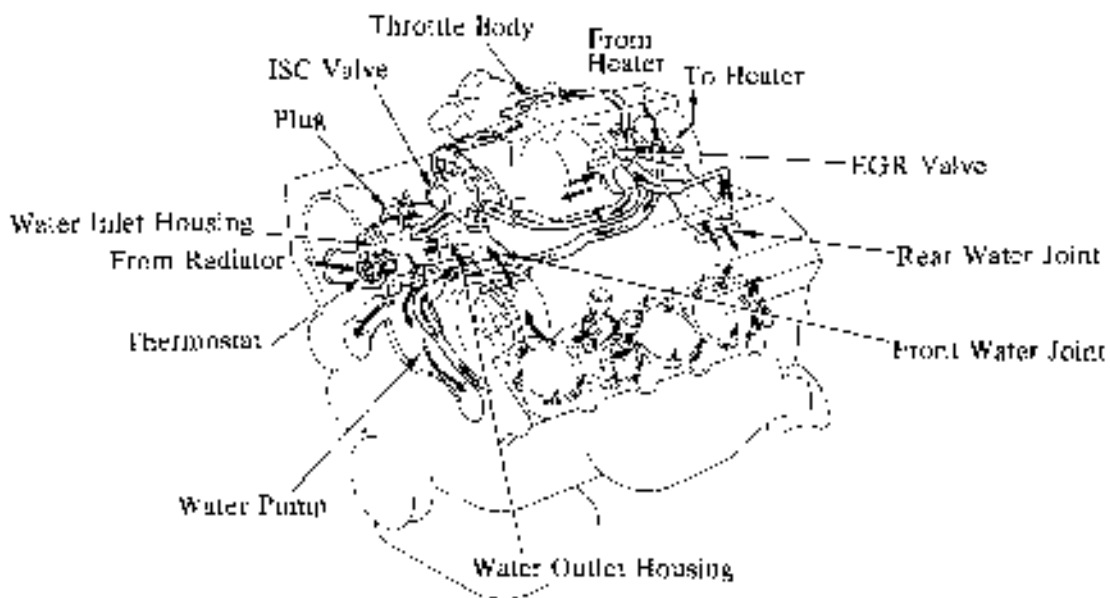 Throttle Body
From
Heater
To Heater
ISC Valve
Plug
EGR Valve
Water Inlet Housing
From Radiator
Rear Water Joint
Thermostat
Front Water Joint
Water Pump
Water Outlet Housing